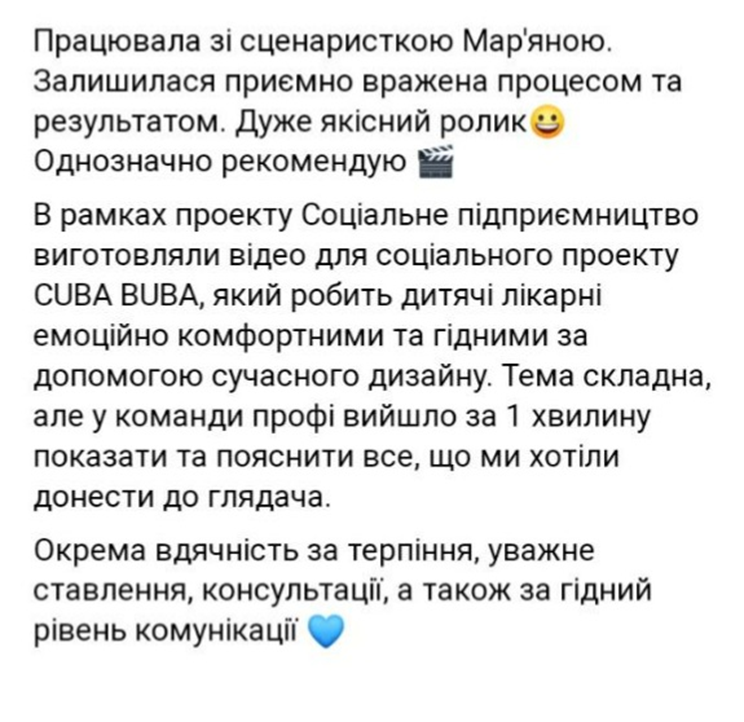 Працювала зі сценаристкою Мар'яною.
Залишилася приємно вражена процесом та
результатом. Дуже якісний ролик😀
Однозначно рекомендую 🎬
В рамках проекту Соціальне підприємництво
виготовляли відео для соціального проекту
CUBA BUBA, який робить дитячі лікарні
емоційно комфортними та гідними за
допомогою сучасного дизайну. Тема складна,
але у команди профі вийшло за 1 хвилину
показати та пояснити все, що ми хотіли
донести до глядача.
Окрема вдячність за терпіння, уважне
ставлення, консультації, а також за гідний
рівень комунікації 💙